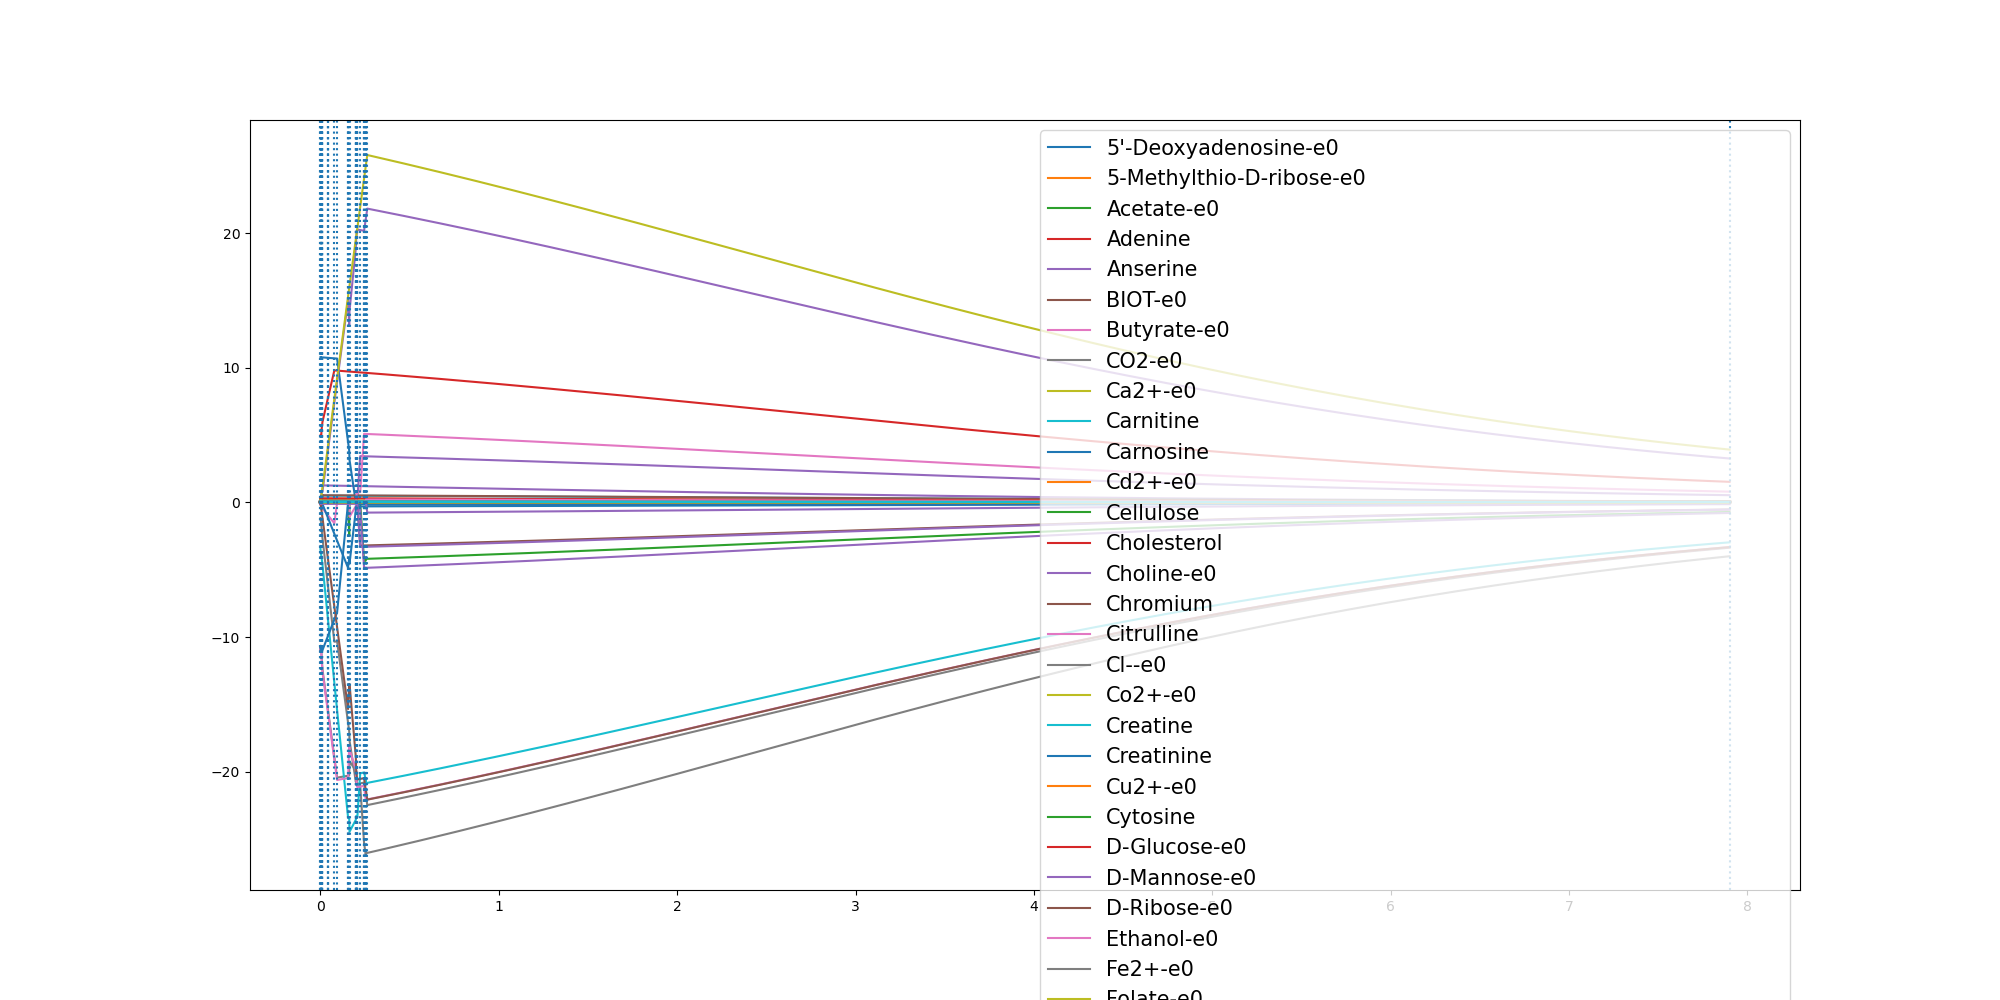 5'-Deoxyadenosine-e0
5-Methylthio-D-ribose-e0
Acetate-e0
Adenine
Anserine
BIOT-e0
Butyrate-e0
CO2-e0
Ca2+-e0
Carnitine
Carnosine
Cd2+-e0
Cellulose
Cholesterol
Choline-e0
Chromium
Citrulline
Cl--e0
Co2+-e0
Creatine
Creatinine
Cu2+-e0
Cytosine
D-Glucose-e0
D-Mannose-e0
D-Ribose-e0
Ethanol-e0
Fe2+-e0
Folate-e0
20
10
0
−10
−20
0 1 2 3 4 6 7 8